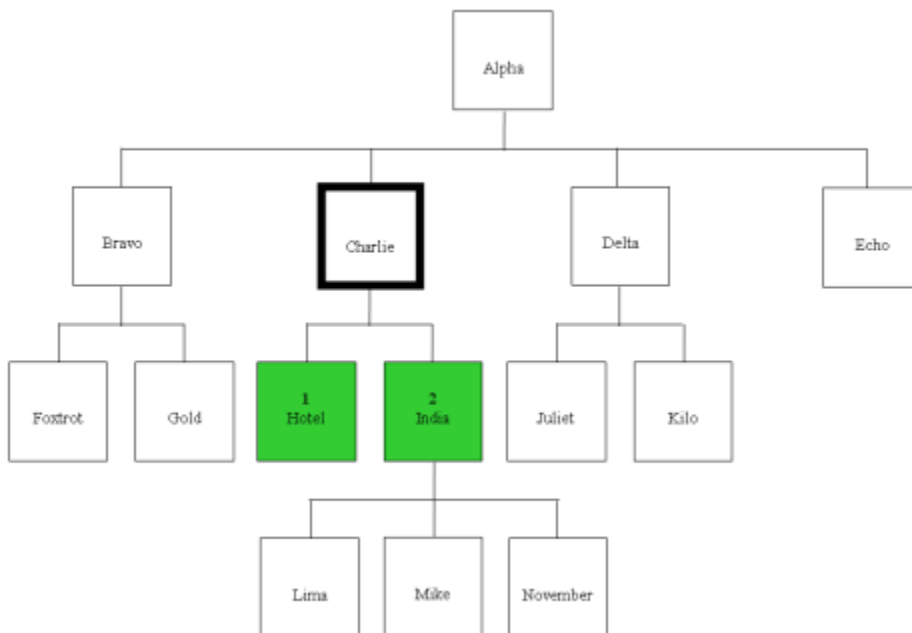 Alpha
Bravo
Charlie
Delta
Echo
Foxtrot
Gold
1
Hotel
2
India
Juliet
Kilo
Lima
Mike
November